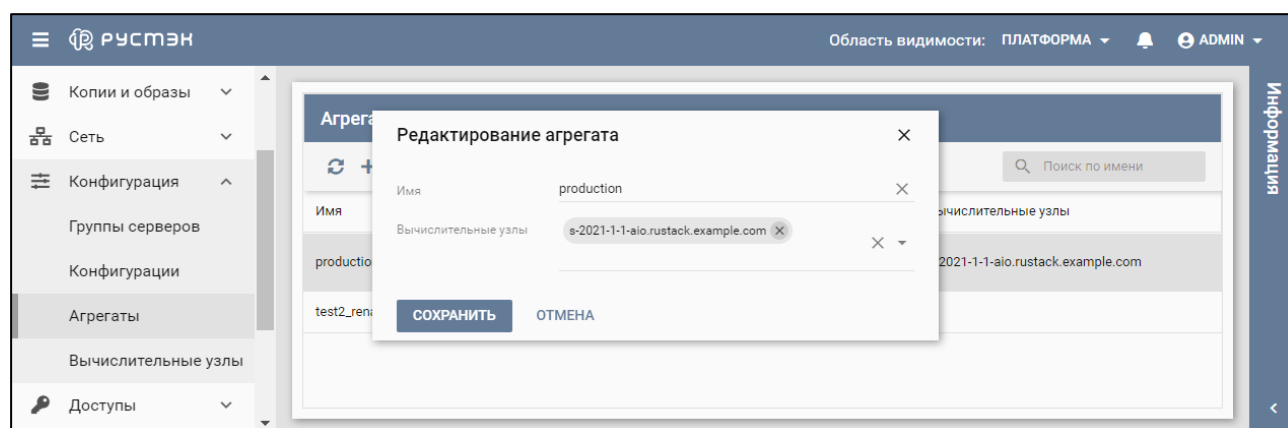 РУСТЭК
Область видимости: ПЛАТФОРМА
ADMIN
Копии и образы
Сеть
Конфигурация
Группы серверов
Конфигурации
Агрегаты
Вычислительные узлы
Доступы
Агрега
Поиск по имени
Имя
ычислительные узлы
productio
2021-1-1-aio.rustack.example.com
test2_rena
Редактирование агрегата
Имя
production
Вычислительные узлы
s-2021-1-1-aio.rustack.example.com
СОХРАНИТЬ
ОТМЕНА
Информация